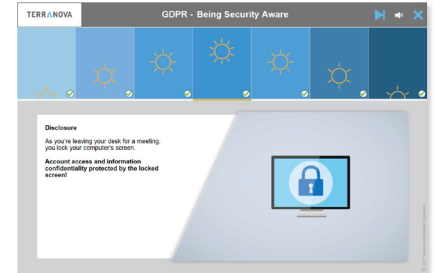 TERRANOVA
GDPR - Being Security Aware
Disclosure
As you're leaving your desk for a meeting,
you lock your computer's screen.
Account access and information
confidentiality protected by the locked
screen!